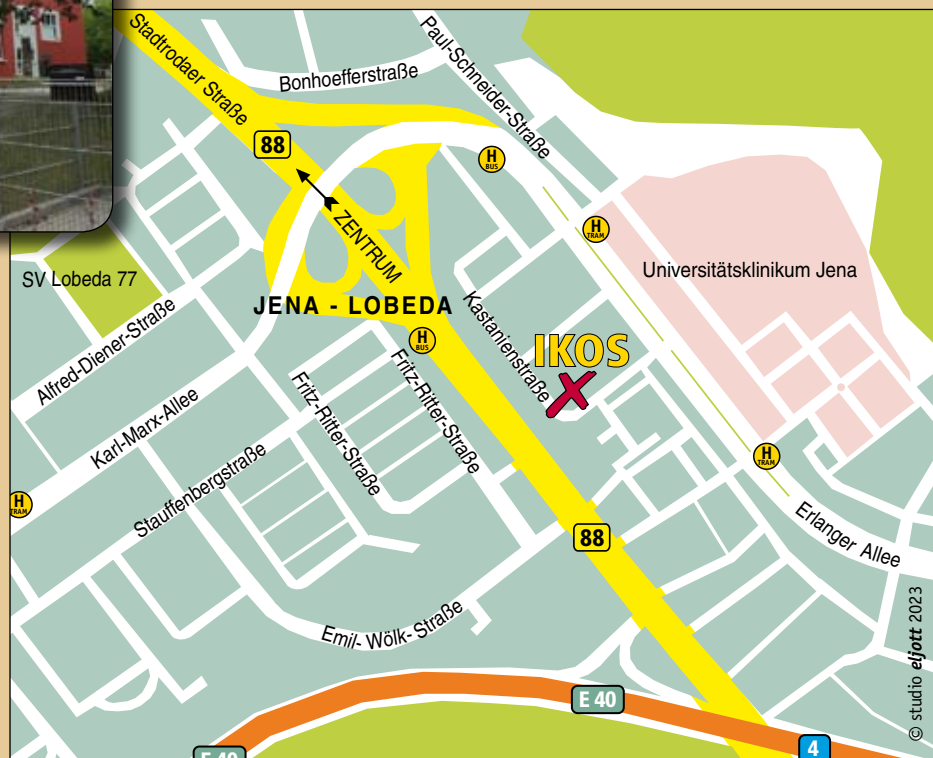 Stadtrodaer Straße
Paul-Schneider-Straße
Bonhoefferstraße
88
H
BUS
H
TRAM
ZENTRUM
Universitätsklinikum Jena
SV Lobeda 77
JENA - LOBEDA
Kastanienstraße
H
BUS
IKOS
Alfred-Diener-Straße
Fritz-Ritter-Straße
Fritz-Ritter-Straße
Karl-Marx-Allee
Stauffenbergstraße
H
TRAM
H
TRAM
88
Erlanger Allee
Emil- Wölk- Straße
E 40
E 40
4
© studio eljott 2023